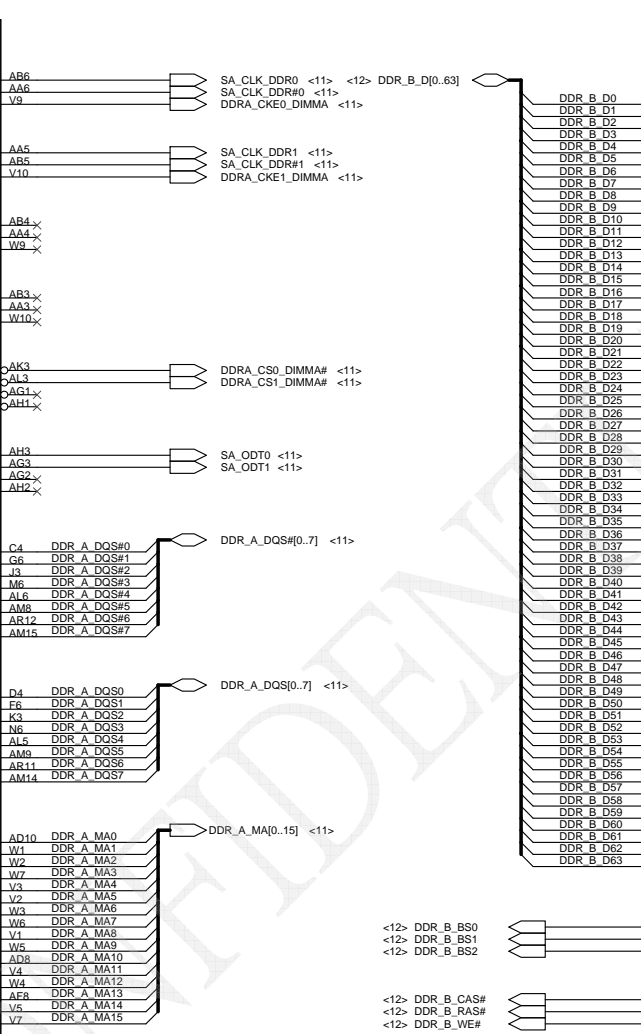 AB6 SA_CLK_DDR0 <11> <12> DDR_B_D[0..63]
AA6 SA_CLK_DDR#0 <11>
V9 DDRA_CKE0_DIMMA <11>
AA5 SA_CLK_DDR1 <11>
AB5 SA_CLK_DDR#1 <11>
V10 DDRA_CKE1_DIMMA <11>
AB4
AA4
W9
AB3
AA3
W10
AK3 DDRA_CS0_DIMMA# <11>
AL3 DDRA_CS1_DIMMA# <11>
AG1
AH1
AH3 SA_ODT0 <11>
AG3 SA_ODT1 <11>
AG2
AH2
DDR_A_DQS#[0..7] <11>
C4 DDR_A_DQS#0
G6 DDR_A_DQS#1
J3 DDR_A_DQS#2
M6 DDR_A_DQS#3
AL6 DDR_A_DQS#4
AM8 DDR_A_DQS#5
AR12 DDR_A_DQS#6
AM15 DDR_A_DQS#7
DDR_A_DQS[0..7] <11>
D4 DDR_A_DQS0
F6 DDR_A_DQS1
K3 DDR_A_DQS2
N6 DDR_A_DQS3
AL5 DDR_A_DQS4
AM9 DDR_A_DQS5
AR11 DDR_A_DQS6
AM14 DDR_A_DQS7
DDR_A_MA[0..15] <11>
AD10 DDR_A_MA0
W1 DDR_A_MA1
W2 DDR_A_MA2
W7 DDR_A_MA3
V3 DDR_A_MA4
V2 DDR_A_MA5
W3 DDR_A_MA6
W6 DDR_A_MA7
V1 DDR_A_MA8
W5 DDR_A_MA9
AD8 DDR_A_MA10
V4 DDR_A_MA11
W4 DDR_A_MA12
AF8 DDR_A_MA13
V5 DDR_A_MA14
V7 DDR_A_MA15
DDR_B_D0
DDR_B_D1
DDR_B_D2
DDR_B_D3
DDR_B_D4
DDR_B_D5
DDR_B_D6
DDR_B_D7
DDR_B_D8
DDR_B_D9
DDR_B_D10
DDR_B_D11
DDR_B_D12
DDR_B_D13
DDR_B_D14
DDR_B_D15
DDR_B_D16
DDR_B_D17
DDR_B_D18
DDR_B_D19
DDR_B_D20
DDR_B_D21
DDR_B_D22
DDR_B_D23
DDR_B_D24
DDR_B_D25
DDR_B_D26
DDR_B_D27
DDR_B_D28
DDR_B_D29
DDR_B_D30
DDR_B_D31
DDR_B_D32
DDR_B_D33
DDR_B_D34
DDR_B_D35
DDR_B_D36
DDR_B_D37
DDR_B_D38
DDR_B_D39
DDR_B_D40
DDR_B_D41
DDR_B_D42
DDR_B_D43
DDR_B_D44
DDR_B_D45
DDR_B_D46
DDR_B_D47
DDR_B_D48
DDR_B_D49
DDR_B_D50
DDR_B_D51
DDR_B_D52
DDR_B_D53
DDR_B_D54
DDR_B_D55
DDR_B_D56
DDR_B_D57
DDR_B_D58
DDR_B_D59
DDR_B_D60
DDR_B_D61
DDR_B_D62
DDR_B_D63
<12> DDR_B_BS0
<12> DDR_B_BS1
<12> DDR_B_BS2
<12> DDR_B_CAS#
<12> DDR_B_RAS#
<12> DDR_B_WE#
NFIDENT